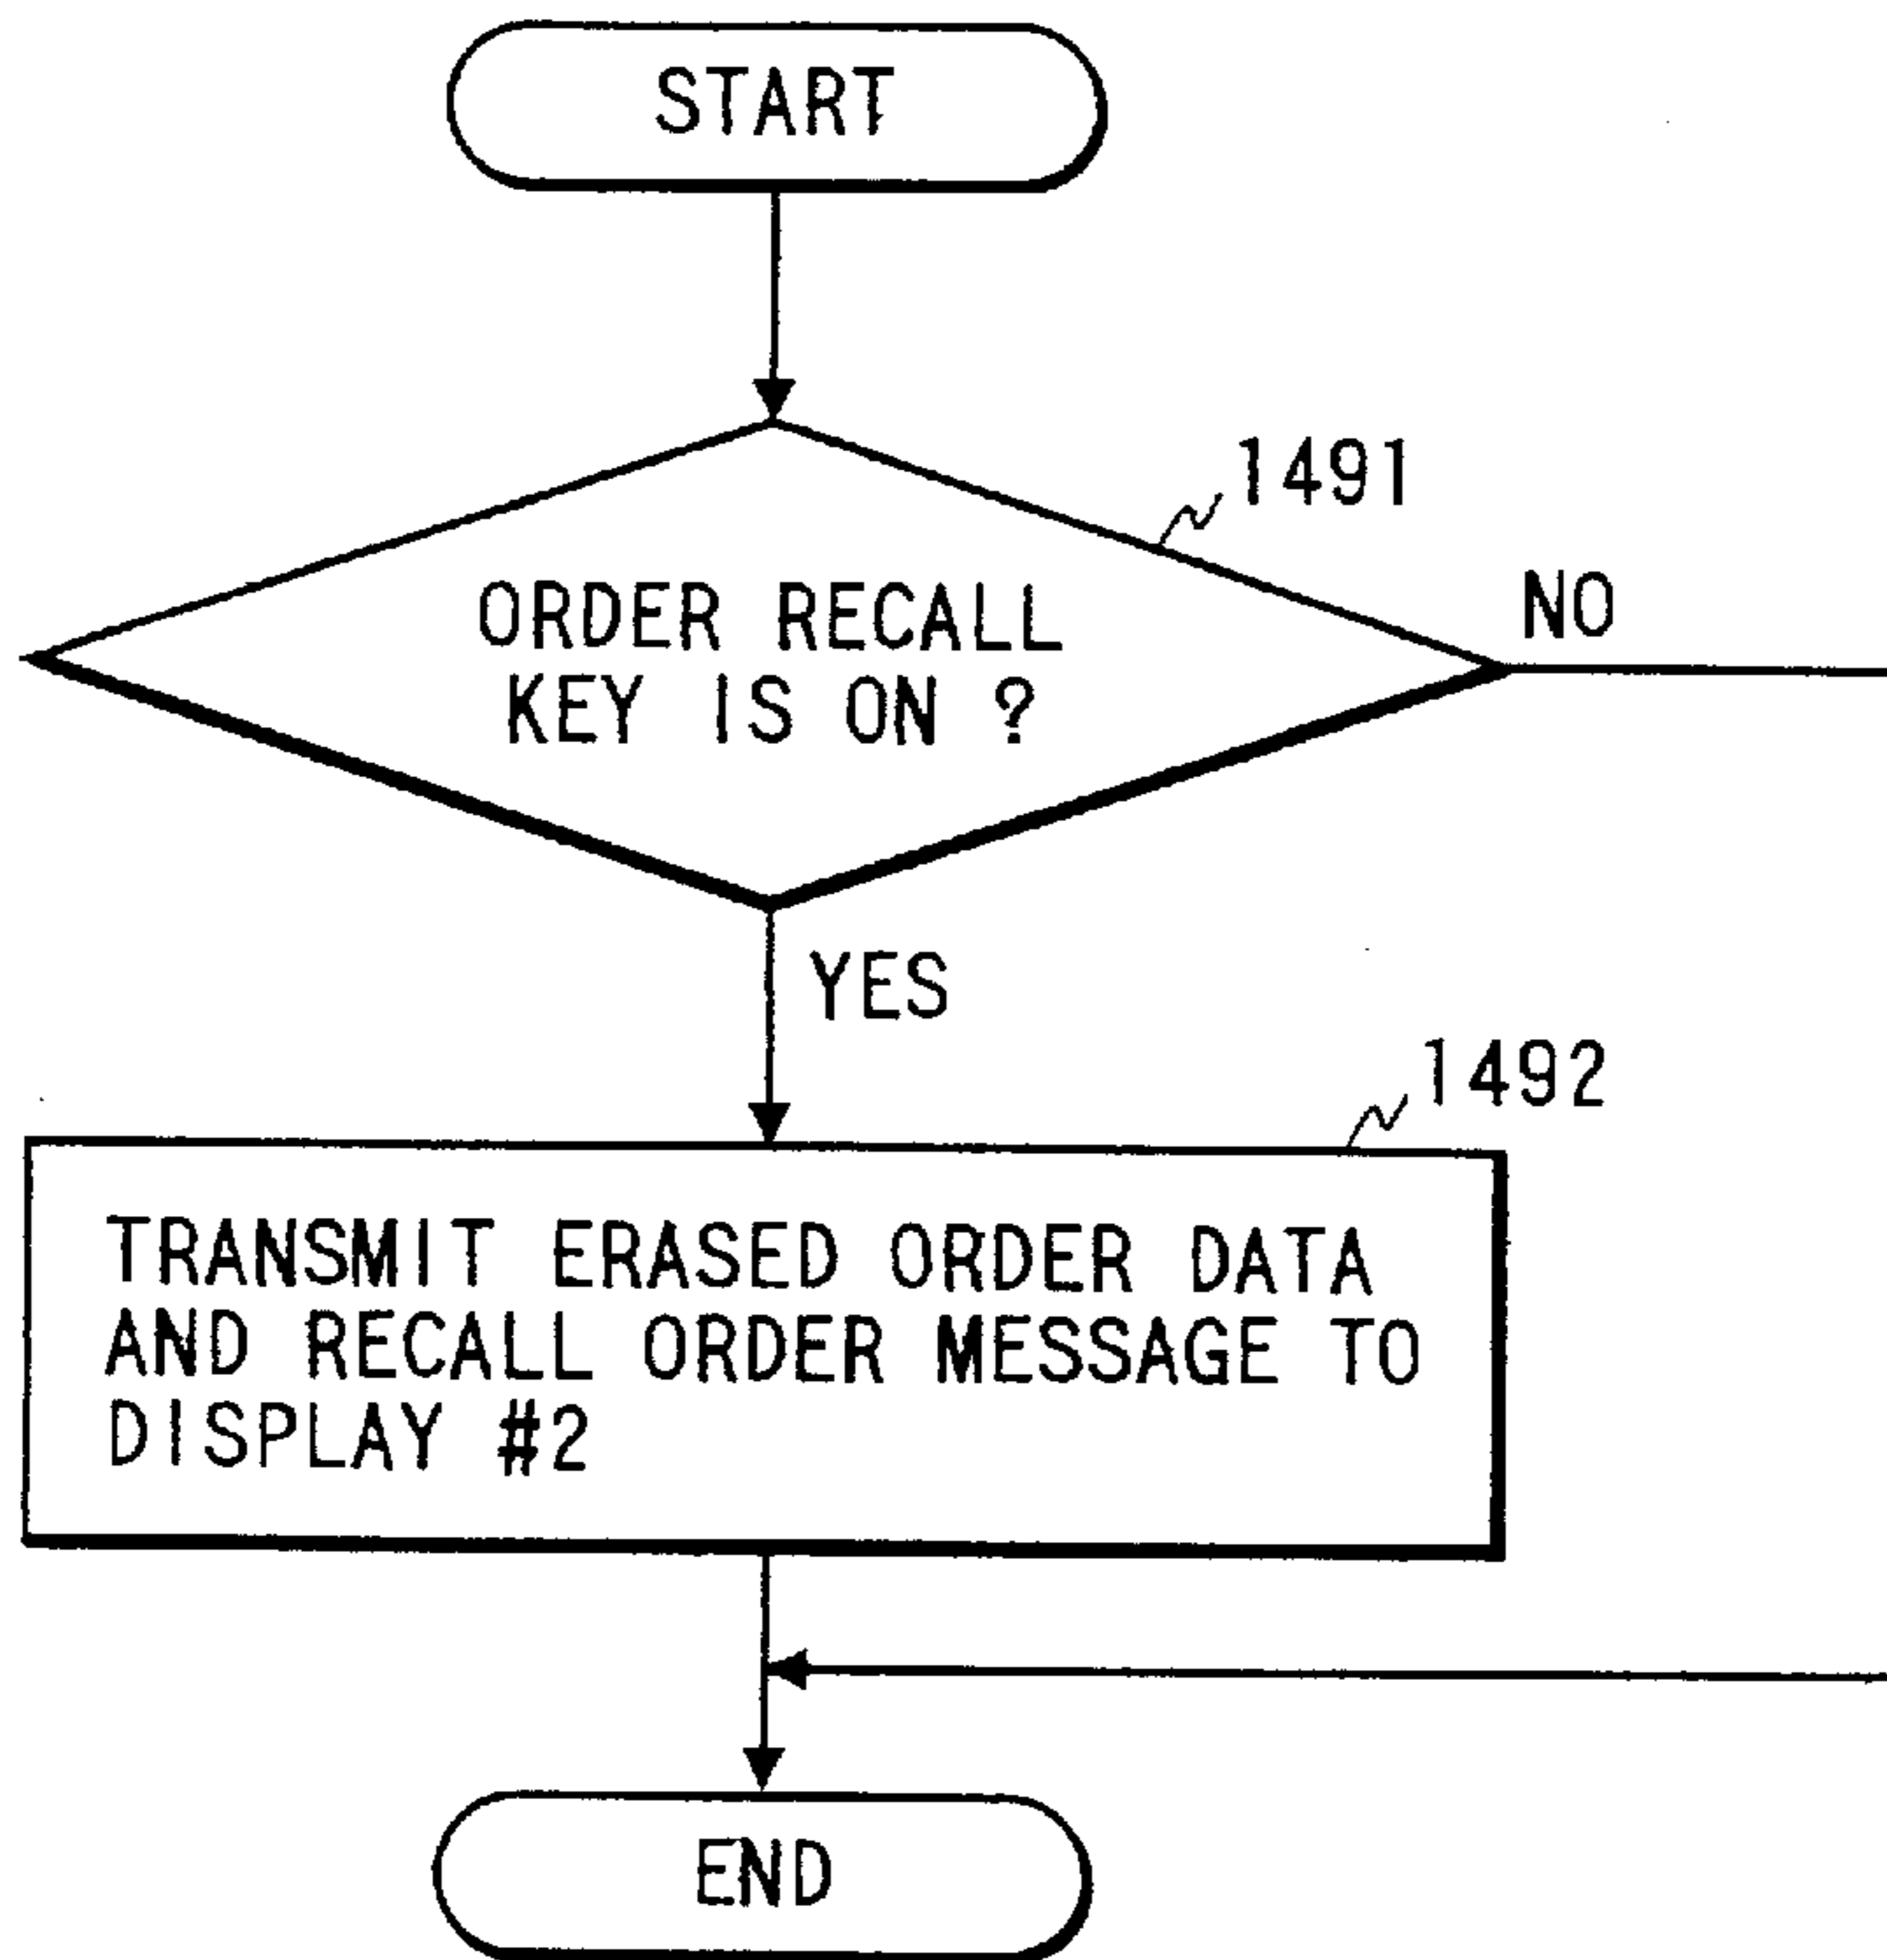 START
1491
ORDER RECALL
KEY IS ON ?
NO
YES
1492
TRANSMIT ERASED ORDER DATA
AND RECALL ORDER MESSAGE TO
DISPLAY #2
END